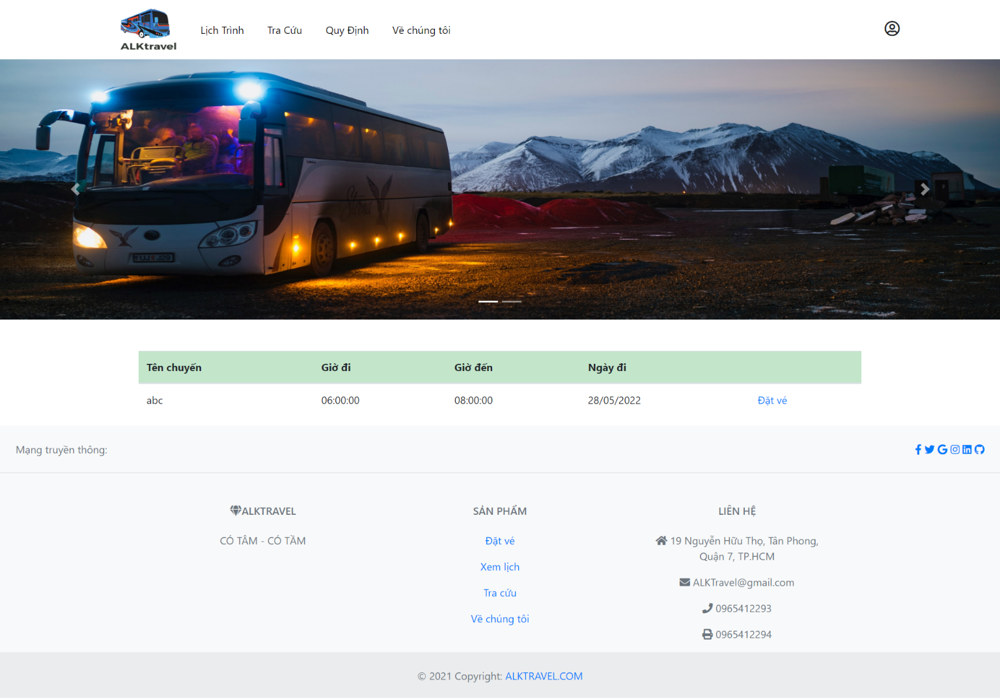 ALKtravel
Lịch Trình
Tra Cứu
Quy Định
Về chúng tôi
UJ J29
Tên chuyến Giờ đi Giờ đến Ngày đi
abc 06:00:00 08:00:00 28/05/2022 Đặt vé
Mạng truyền thông:
ALKTRAVEL
CÓ TÂM - CÓ TẦM
SẢN PHẨM
Đặt vé
Xem lịch
Tra cứu
Về chúng tôi
LIÊN HỆ
19 Nguyễn Hữu Thọ, Tân Phong,
Quận 7, TP.HCM
ALKTravel@gmail.com
0965412293
0965412294
© 2021 Copyright: ALKTRAVEL.COM